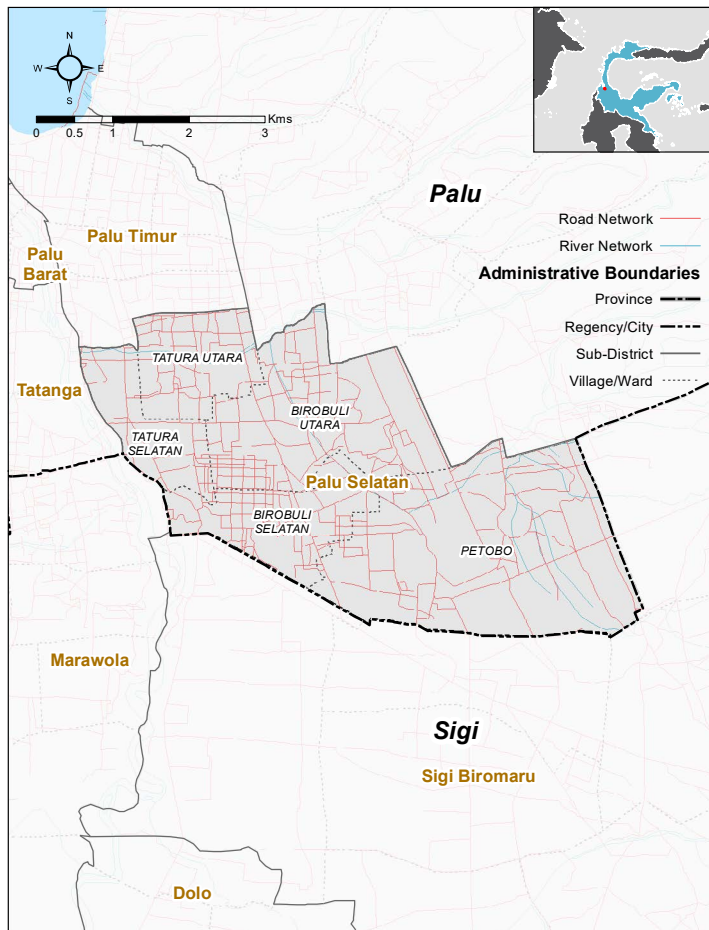 N
W E
S
0 0.5 1 2 3
Kms
Palu
Road Network
River Network
Administrative Boundaries
Province
Regency/City
Sub-District
Village/Ward
Palu Timur
Palu
Barat
Tatanga
TATURA UTARA
BIROBULI
UTARA
TATURA
SELATAN
Palu Selatan
BIROBULI
SELATAN
PETOBO
Marawola
Sigi
Sigi Biromaru
Dolo